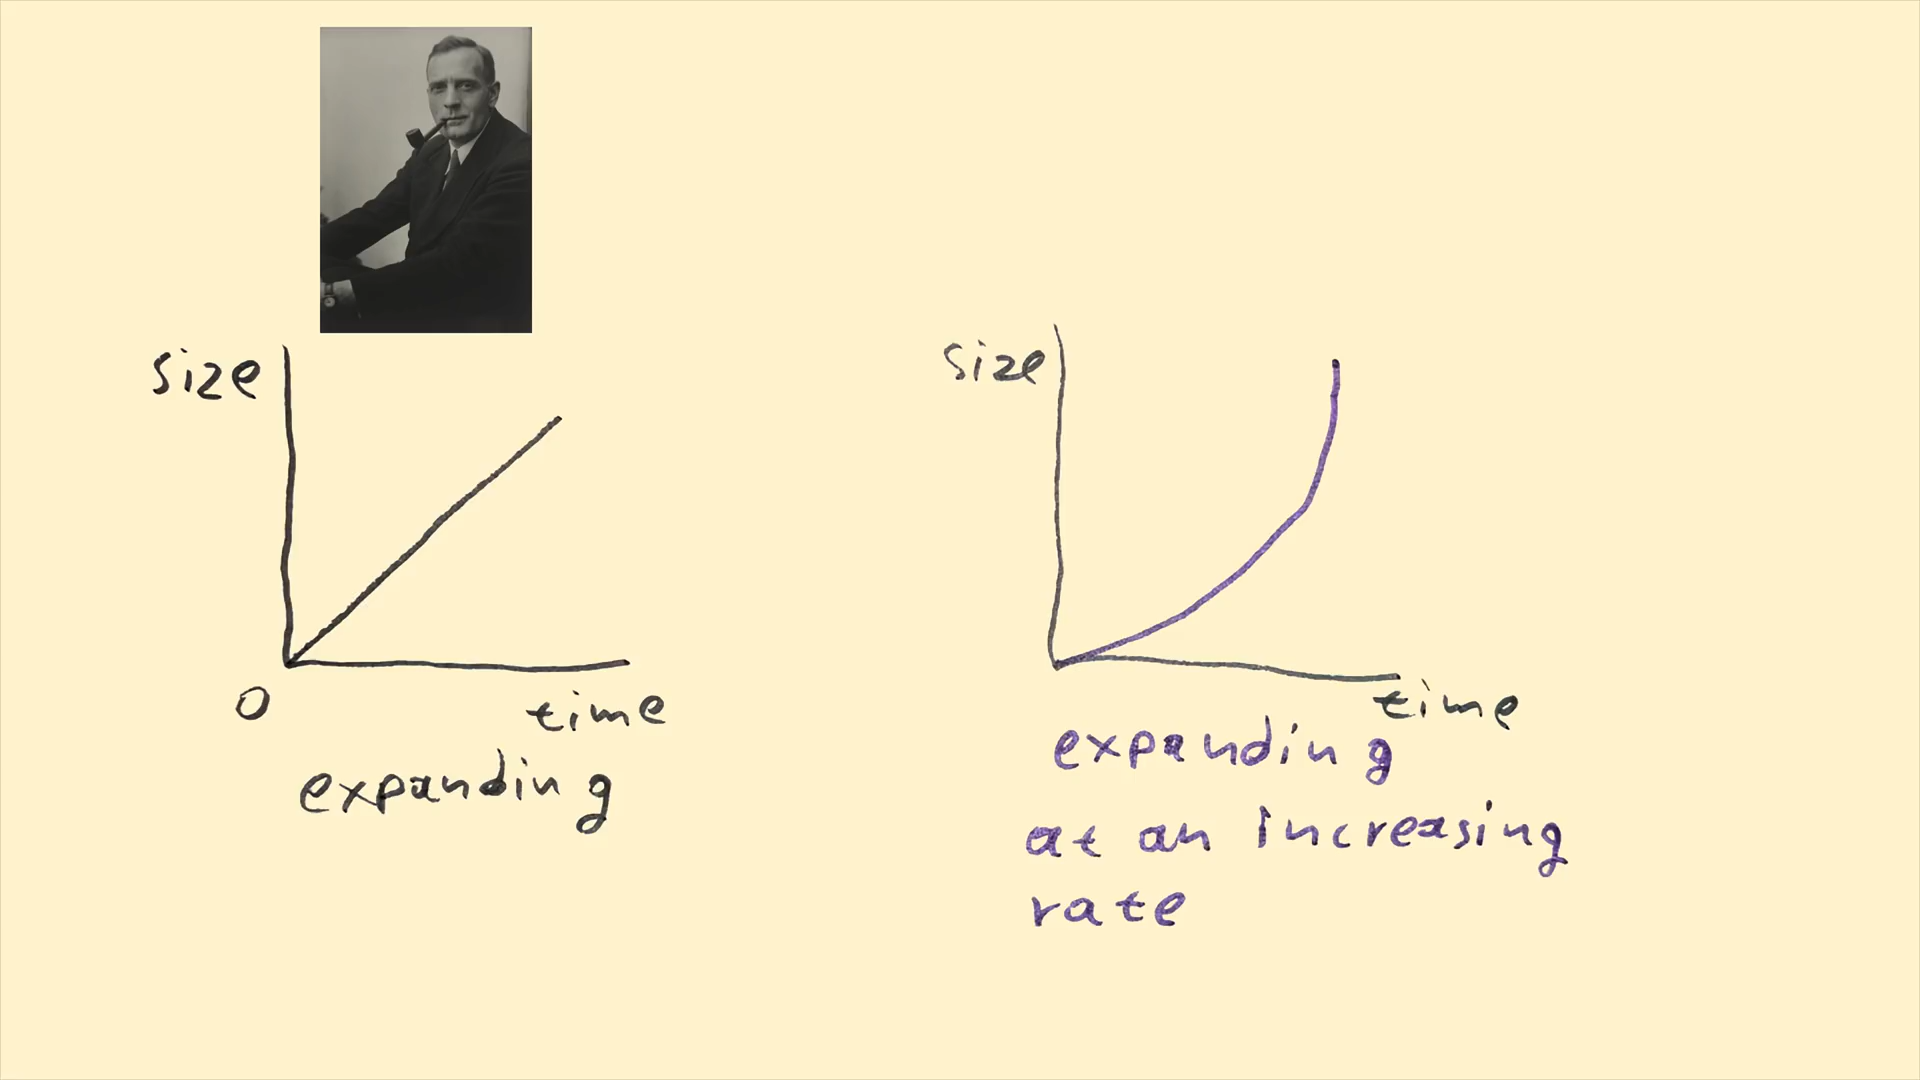 size
0
time
expanding
size
time
expanding
at an increasing
rate